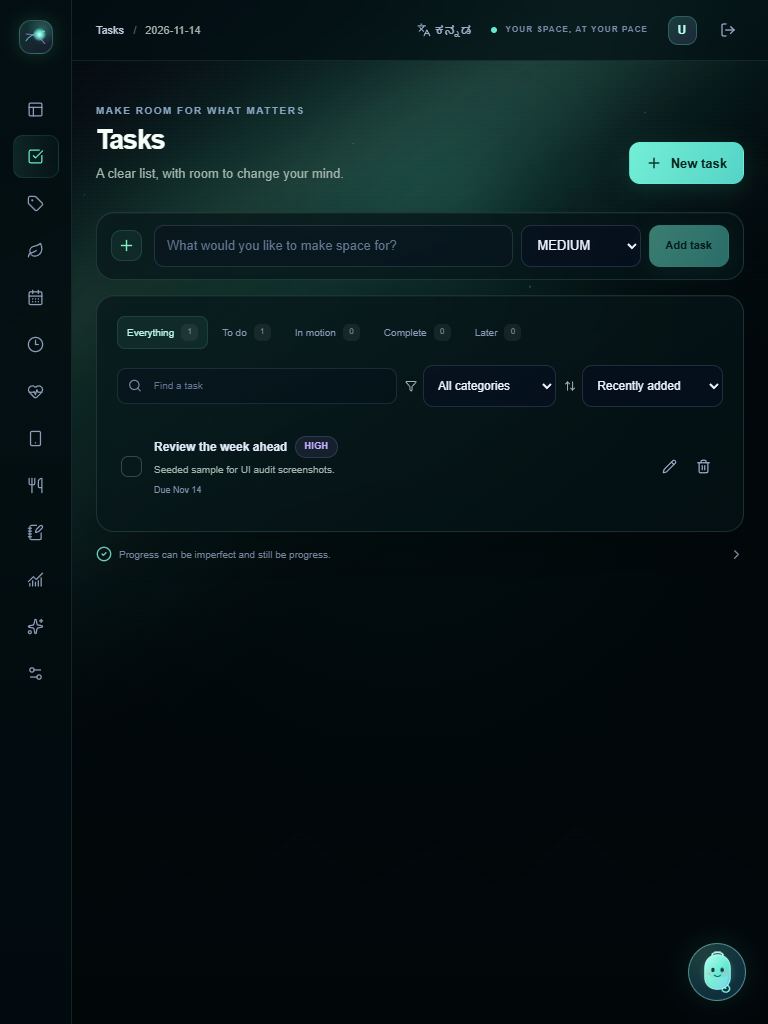 Tasks / 2026-11-14
ಕನ್ನಡ
YOUR SPACE, AT YOUR PACE
U
MAKE ROOM FOR WHAT MATTERS
Tasks
A clear list, with room to change your mind.
New task
What would you like to make space for?
MEDIUM
Add task
Everything 1
To do 1
In motion 0
Complete 0
Later 0
Find a task
All categories
Recently added
Review the week ahead HIGH
Seeded sample for UI audit screenshots.
Due Nov 14
Progress can be imperfect and still be progress.